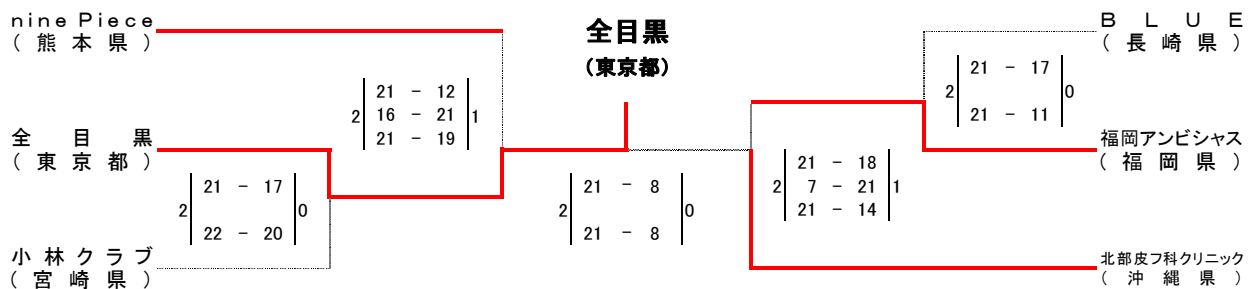 nine Piece
(熊本県)
全目黒
(東京都)
小林クラブ
(宮崎県)
2 21 - 17 0
22 - 20
2 21 - 12 1
16 - 21
21 - 19
全目黒
(東京都)
2 21 - 8 0
21 - 8
2 21 - 18 1
7 - 21
21 - 14
2 21 - 17 0
21 - 11
BLUE
(長崎県)
福岡アンビシャス
(福岡県)
北部皮フ科クリニック
(沖縄県)